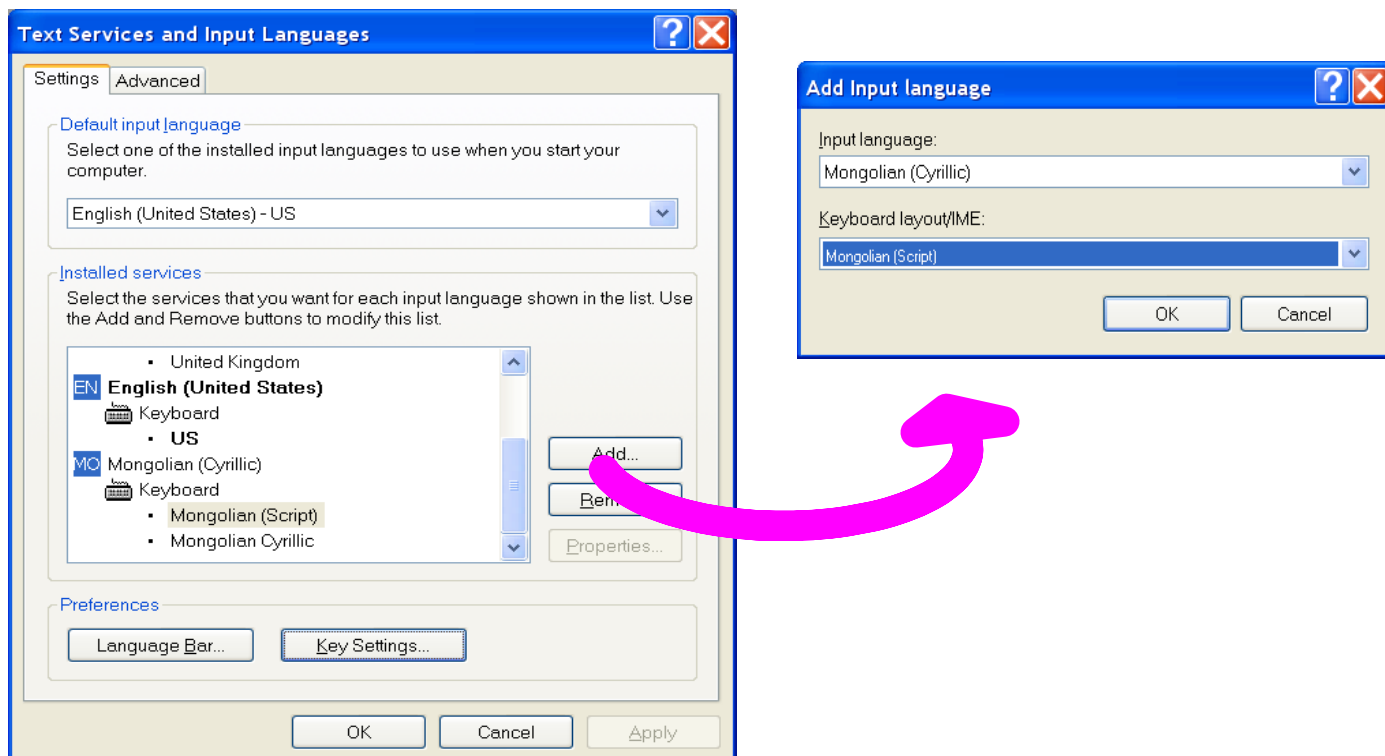 Text Services and Input Languages
Settings
Advanced
Default input language
Select one of the installed input languages to use when you start your
computer.
English (United States) - US
Installed services
Select the services that you want for each input language shown in the list. Use
the Add and Remove buttons to modify this list.
• United Kingdom
EN English (United States)
Keyboard
• US
MO Mongolian (Cyrillic)
Keyboard
• Mongolian (Script)
• Mongolian Cyrillic
Add...
Properties...
Preferences
Language Bar...
Key Settings...
OK
Cancel
Apply
Add Input language
Input language:
Mongolian (Cyrillic)
Keyboard layout/IME:
Mongolian (Script)
OK
Cancel